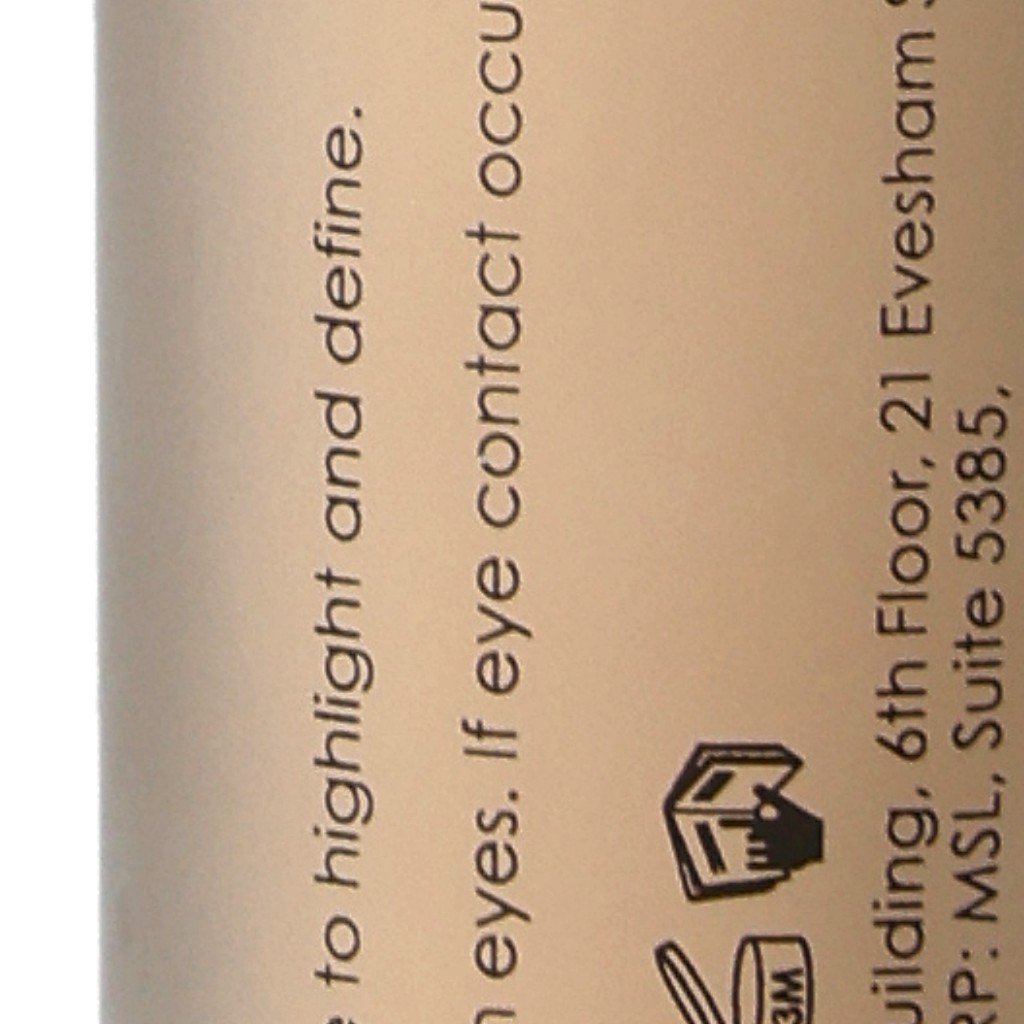 to highlight and define.
eyes. If eye contact occu
3M
uilding, 6th Floor, 21 Evesham S
RP: MSL, Suite 5385,